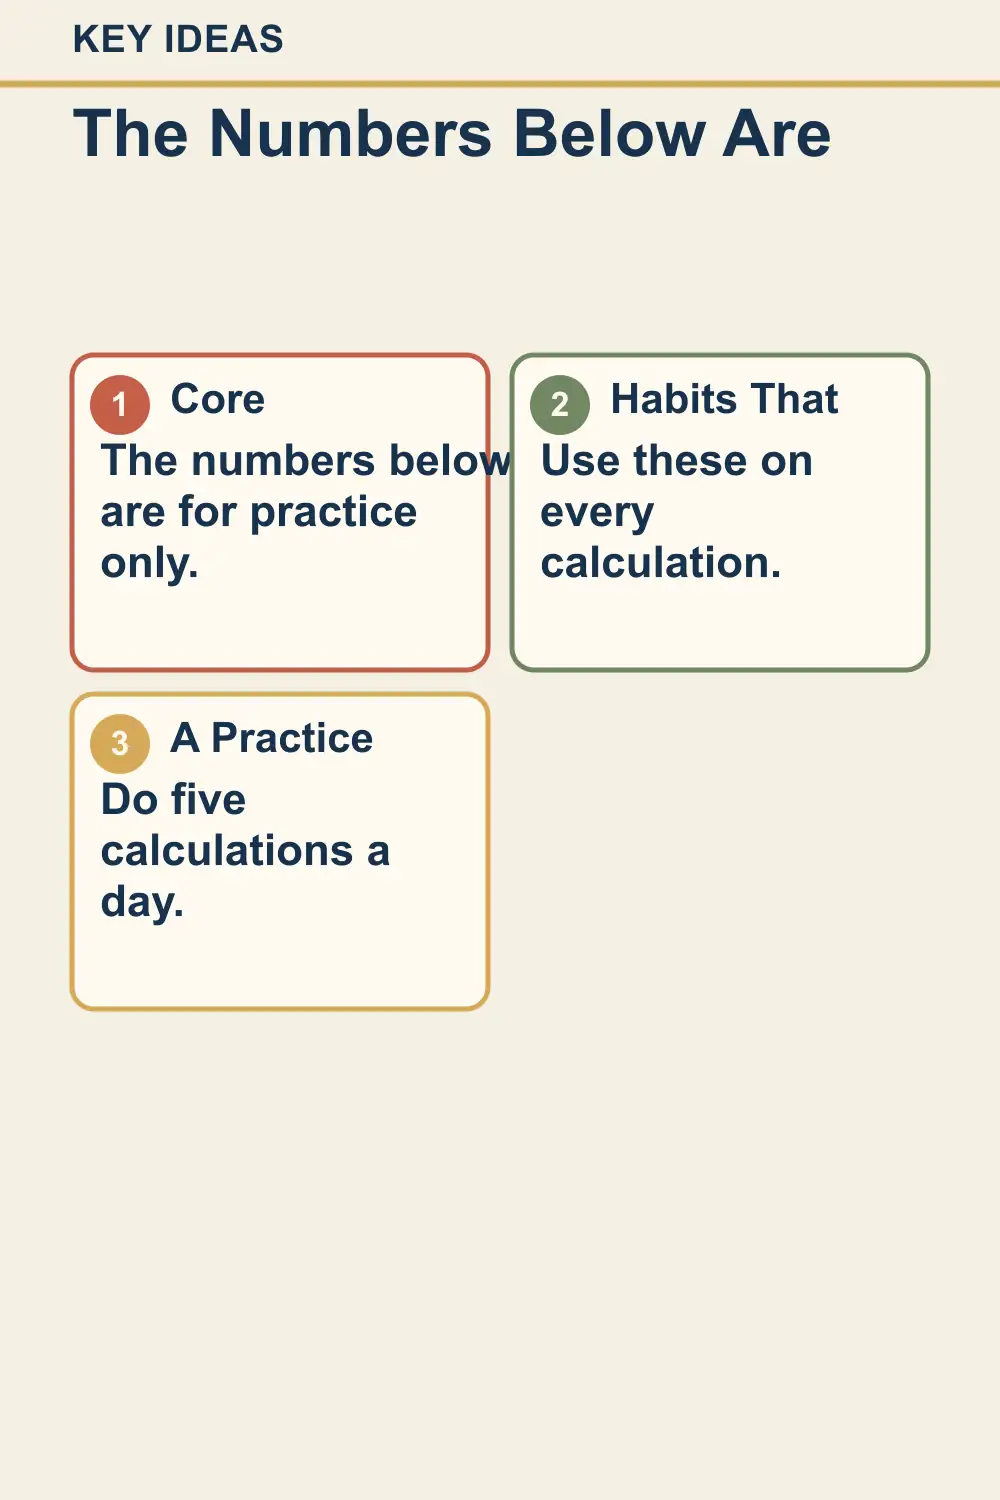 KEY IDEAS
The Numbers Below Are
1 Core
The numbers below
are for practice
only.
2 Habits That
Use these on
every
calculation.
3 A Practice
Do five
calculations a
day.